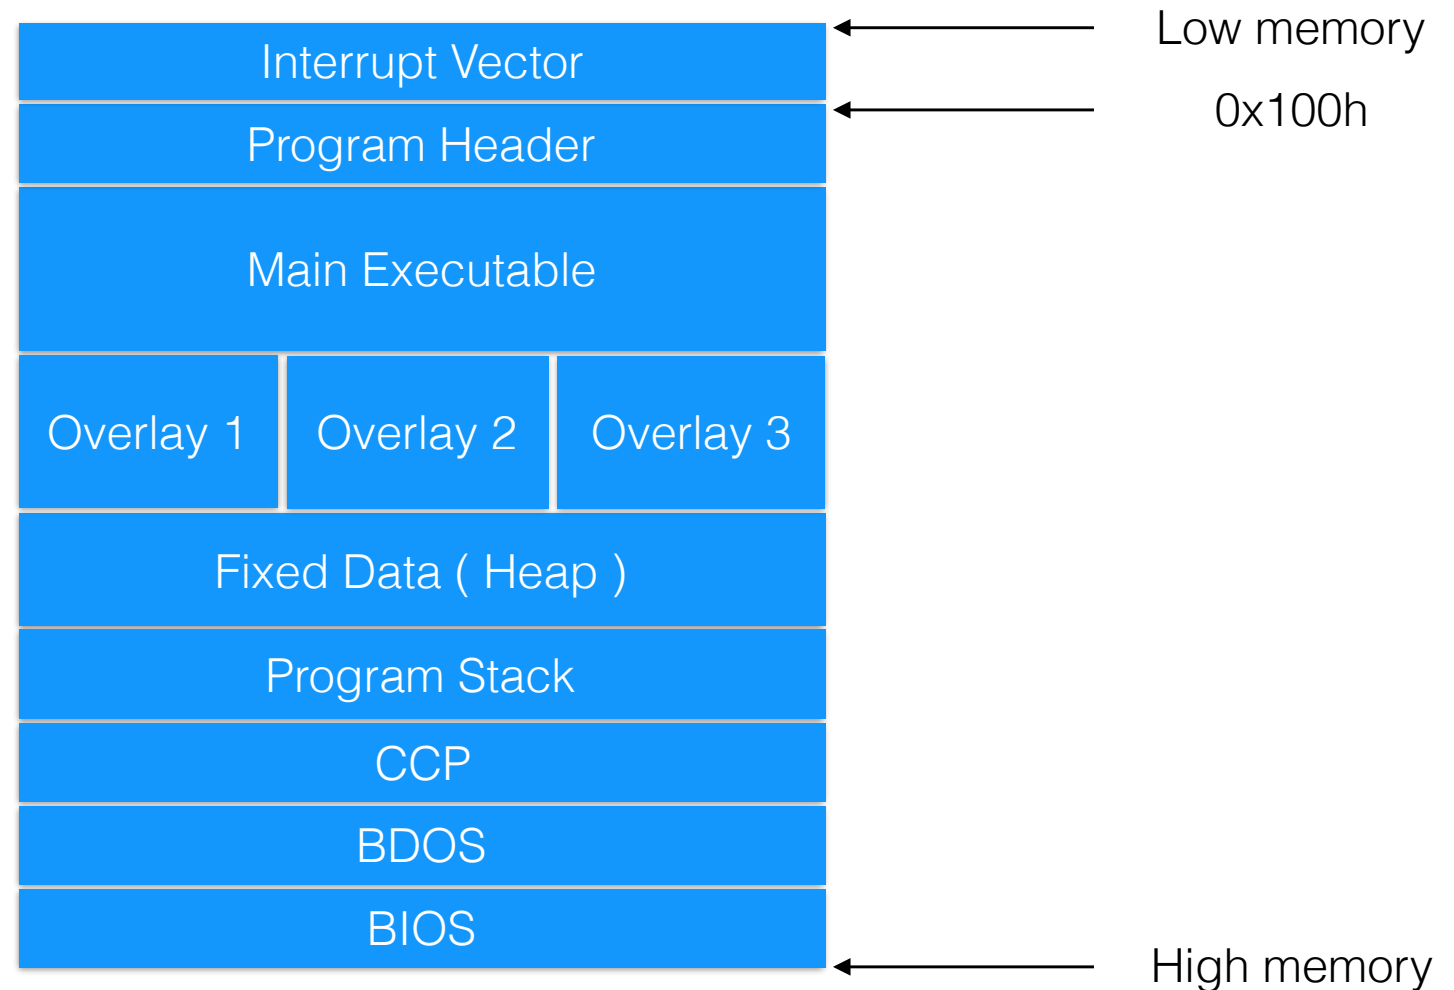 Low memory
Interrupt Vector
0x100h
Program Header
Main Executable
Overlay 1
Overlay 2
Overlay 3
Fixed Data ( Heap )
Program Stack
CCP
BDOS
BIOS
High memory